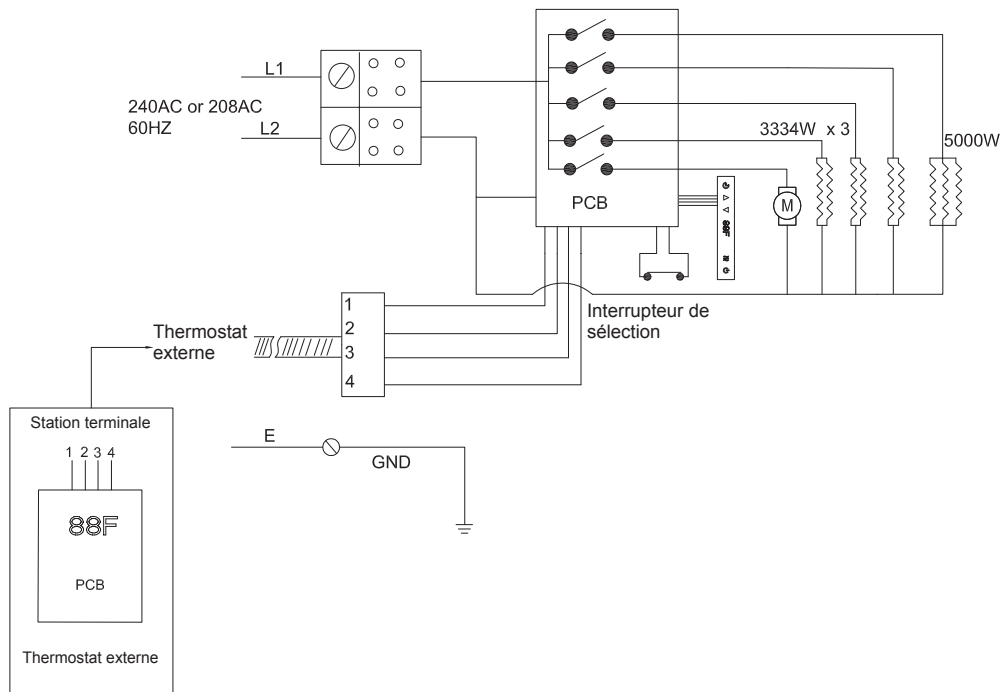 L1
240AC or 208AC
60HZ
L2
3334W x 3
5000W
PCB
M
88F
Interrupteur de
sélection
1
2
3
4
Thermostat
externe
Station terminale
1 2 3 4
88F
PCB
Thermostat externe
E
GND